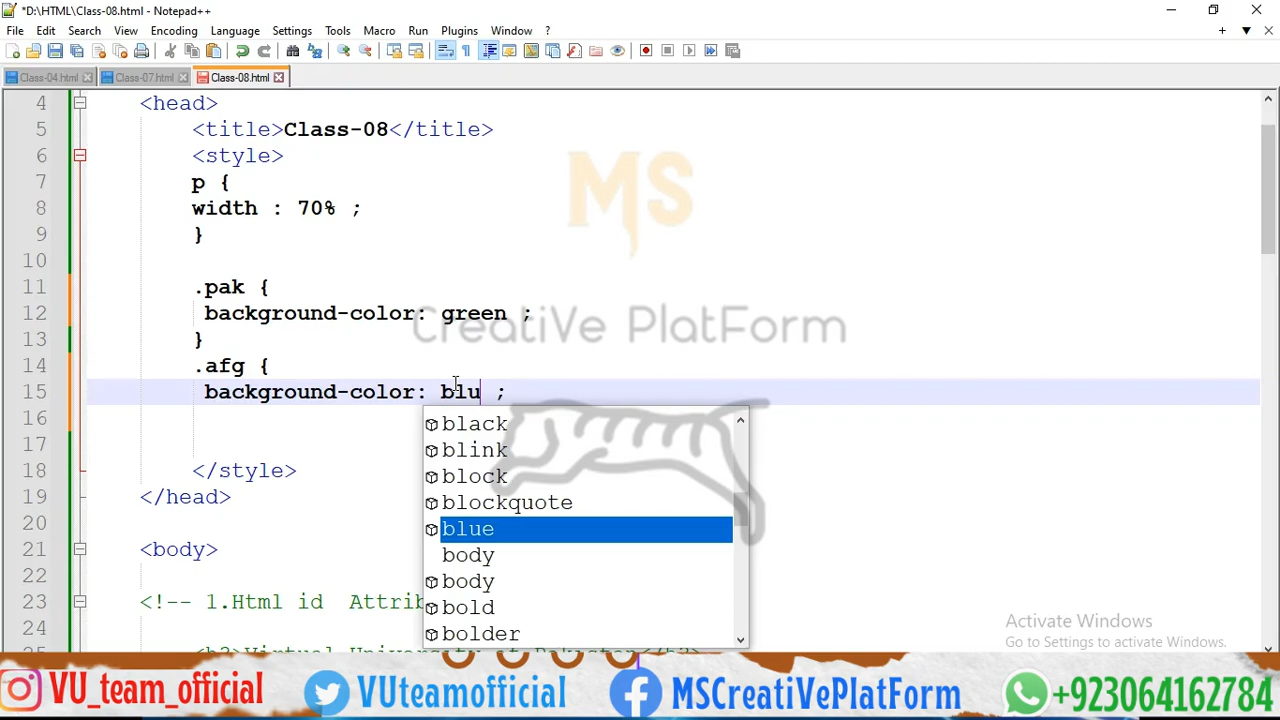 *D:\HTML\Class-08.html - Notepad++
File Edit Search View Encoding Language Settings Tools Macro Run Plugins Window ?
Class-04.html Class-07.html Class-08.html
4 <head>
5 <title>Class-08</title>
6 <style>
7 p {
8 width : 70% ;
9 }
10
11 .pak {
12 background-color: green ;
13 }
14 .afg {
15 background-color: blu ;
16
17
18 </style>
19 </head>
20
21 <body>
22
23 <!-- 1.Html id Attrib
24
black
blink
block
blockquote
blue
body
body
bold
bolder
MS
CreatiVe PlatForm
Activate Windows
Go to Settings to activate Windows.
VU_team_official VUteamofficial MSCreatiVePlatForm +923064162784